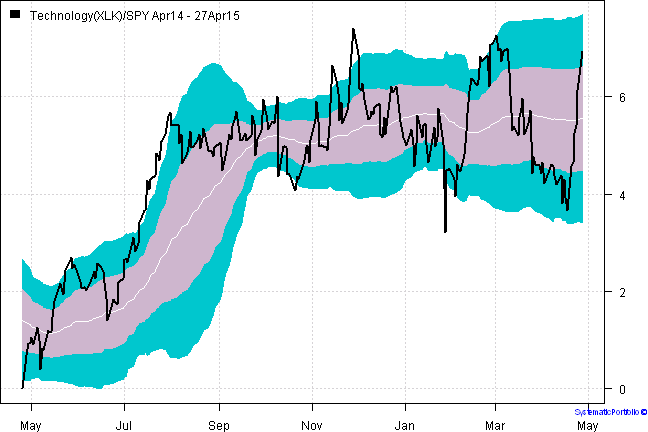 Technology(XLK)/SPY Apr14 - 27Apr15
6
4
2
0
SystematicPortfolio ©
May Jul Sep Nov Jan Mar May